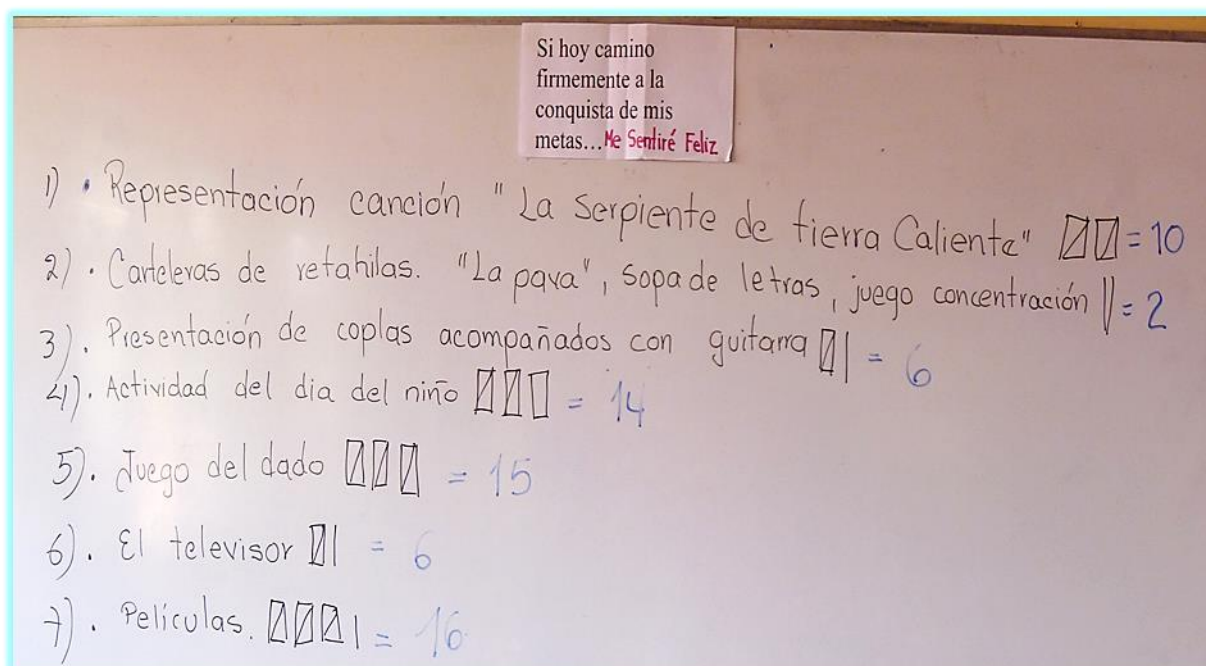 Si hoy camino
firmemente a la
conquista de mis
metas...Me Sentiré Feliz
1) • Representación canción "La Serpiente de tierra Caliente" = 10
2) • Carteleras de retahilas. "La pava", sopa de letras, juego concentración || = 2
3). Presentación de coplas acompañados con guitarra | = 6
4). Actividad del dia del niño = 14
5). Juego del dado = 15
6). El televisor | = 6
7). Películas. | = 16